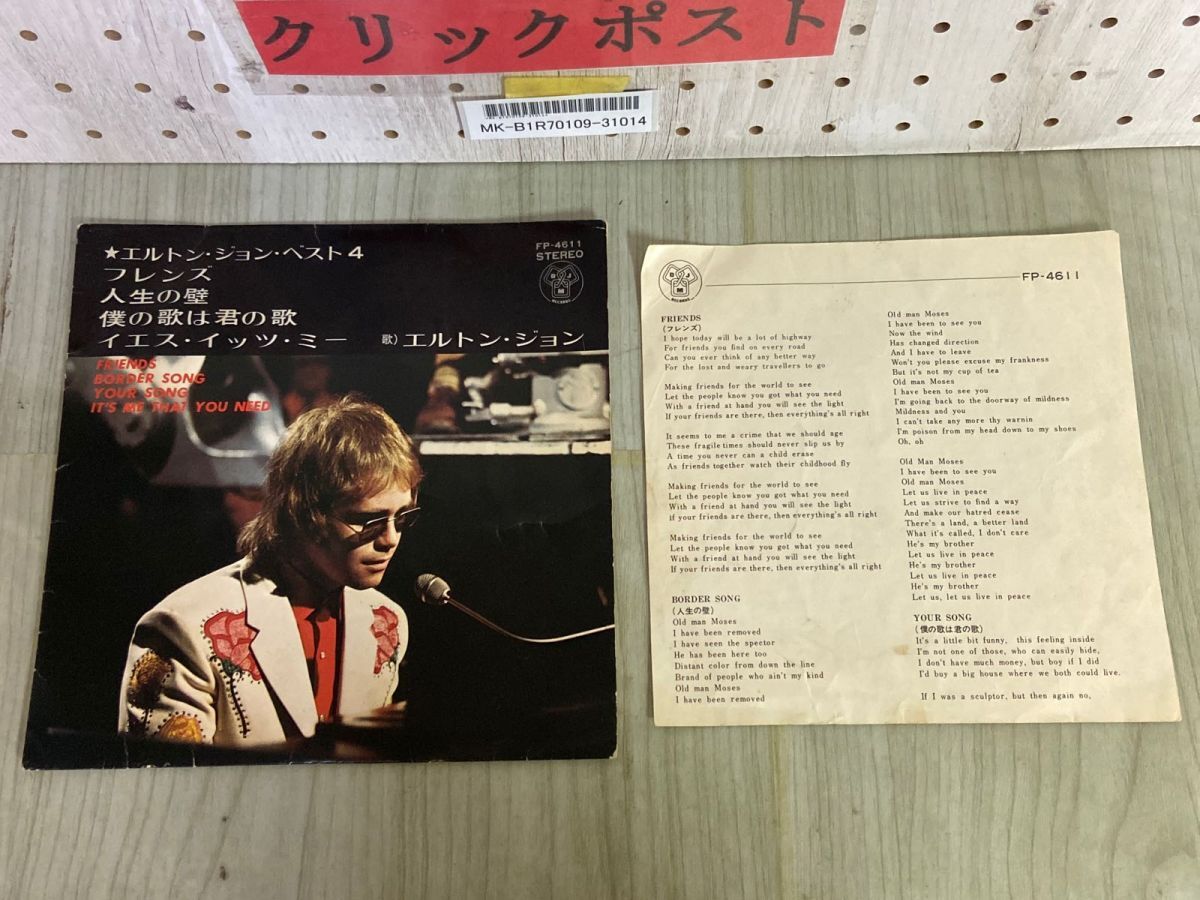 クリックポスト
MK-B1R70109-31014
★エルトン・ジョン・ベスト4
フレンズ
人生の壁
僕の歌は君の歌
イエス・イッツ・ミー 歌)エルトン・ジョン
FP-4611
STEREO
DJM
RECORDS
FRIENDS
BORDER SONG
YOUR SONG
IT'S ME THAT YOU NEED
DJM
RECORDS
FP-4611
FRIENDS
(フレンズ)
I hope today will be a lot of highway
For friends you find on every road
Can you ever think of any better way
For the lost and weary travellers to go
Making friends for the world to see
Let the people know you got what you need
With a friend at hand you will see the light
If your friends are there, then everything's all right
It seems to me a crime that we should age
These fragile times should never slip us by
A time you never can a child erase
As friends together watch their childhood fly
Making friends for the world to see
Let the people know you got what you need
With a friend at hand you will see the light
if your friends are there, then everything's all right
Making friends for the world to see
Let the people know you got what you need
With a friend at hand you will see the light
If your friends are there, then everything's all right
BORDER SONG
(人生の壁)
Old man Moses
I have been removed
I have seen the spector
He has been here too
Distant color from down the line
Brand of people who ain't my kind
Old man Moses
I have been removed
Old man Moses
I have been to see you
Now the wind
Has changed direction
And I have to leave
Won't you please excuse my frankness
But it's not my cup of tea
Old man Moses
I have been to see you
I'm going back to the doorway of mildness
Mildness and you
I can't take any more thy warnin
I'm poison from my head down to my shoes
Oh, oh
Old Man Moses
I have been to see you
Old man Moses
Let us live in peace
Let us strive to find a way
And make our hatred cease
There's a land, a better land
What it's called, I don't care
He's my brother
Let us live in peace
He's my brother
Let us live in peace
He's my brother
Let us, let us live in peace
YOUR SONG
(僕の歌は君の歌)
It's a little bit funny, this feeling inside
I'm not one of those, who can easily hide,
I don't have much money, but boy if I did
I'd buy a big house where we both could live.
If I was a sculptor, but then again no,